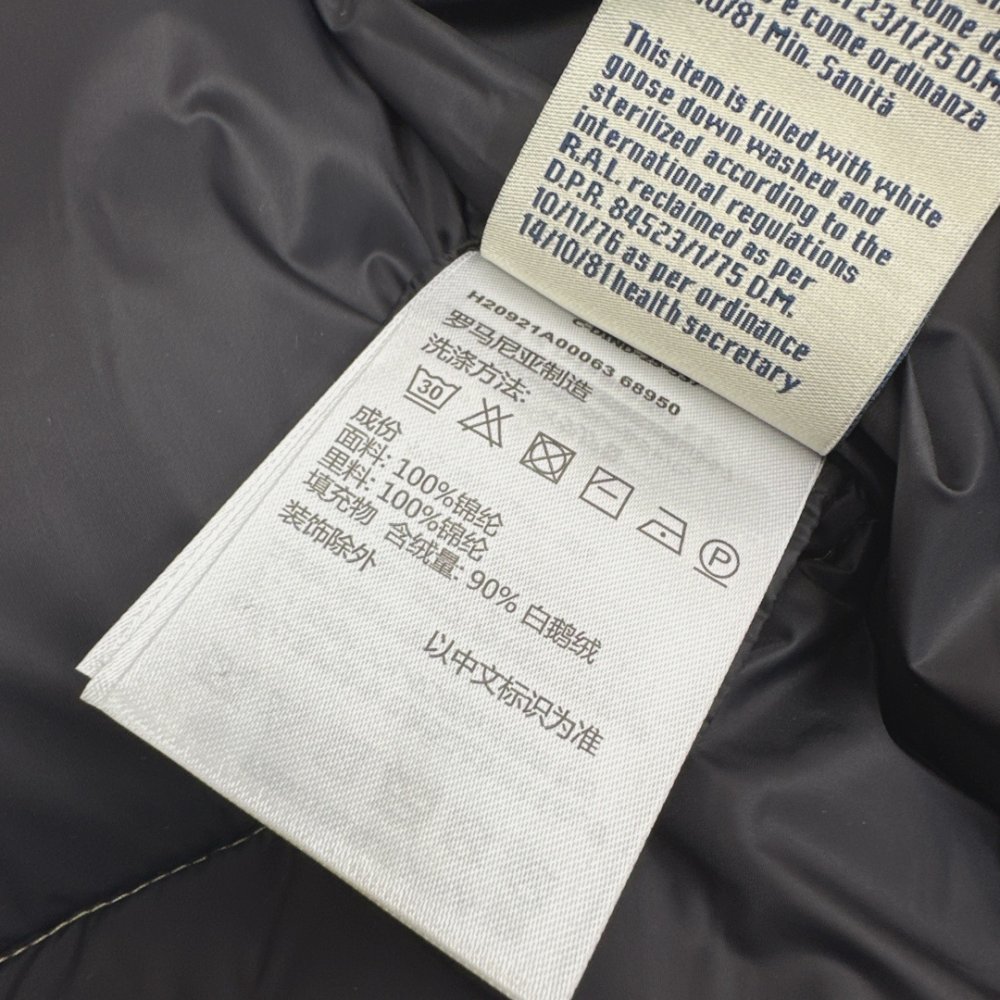 come d
23/1/75 D.M.
e come ordinanza
10/81 Min. Sanità
This item is filled with white
goose down washed and
sterilized according to the
international regulations
R.A.L. reclaimed as per
D.P.R. 84523/1/75 D.M.
10/11/76 as per ordinance
14/10/81 health secretary
H20921A00063 68950
罗马尼亚制造
洗涤方法:
30
P
成份
面料: 100%锦纶
里料: 100%锦纶
填充物 含绒量: 90% 白鹅绒
装饰除外
以中文标识为准